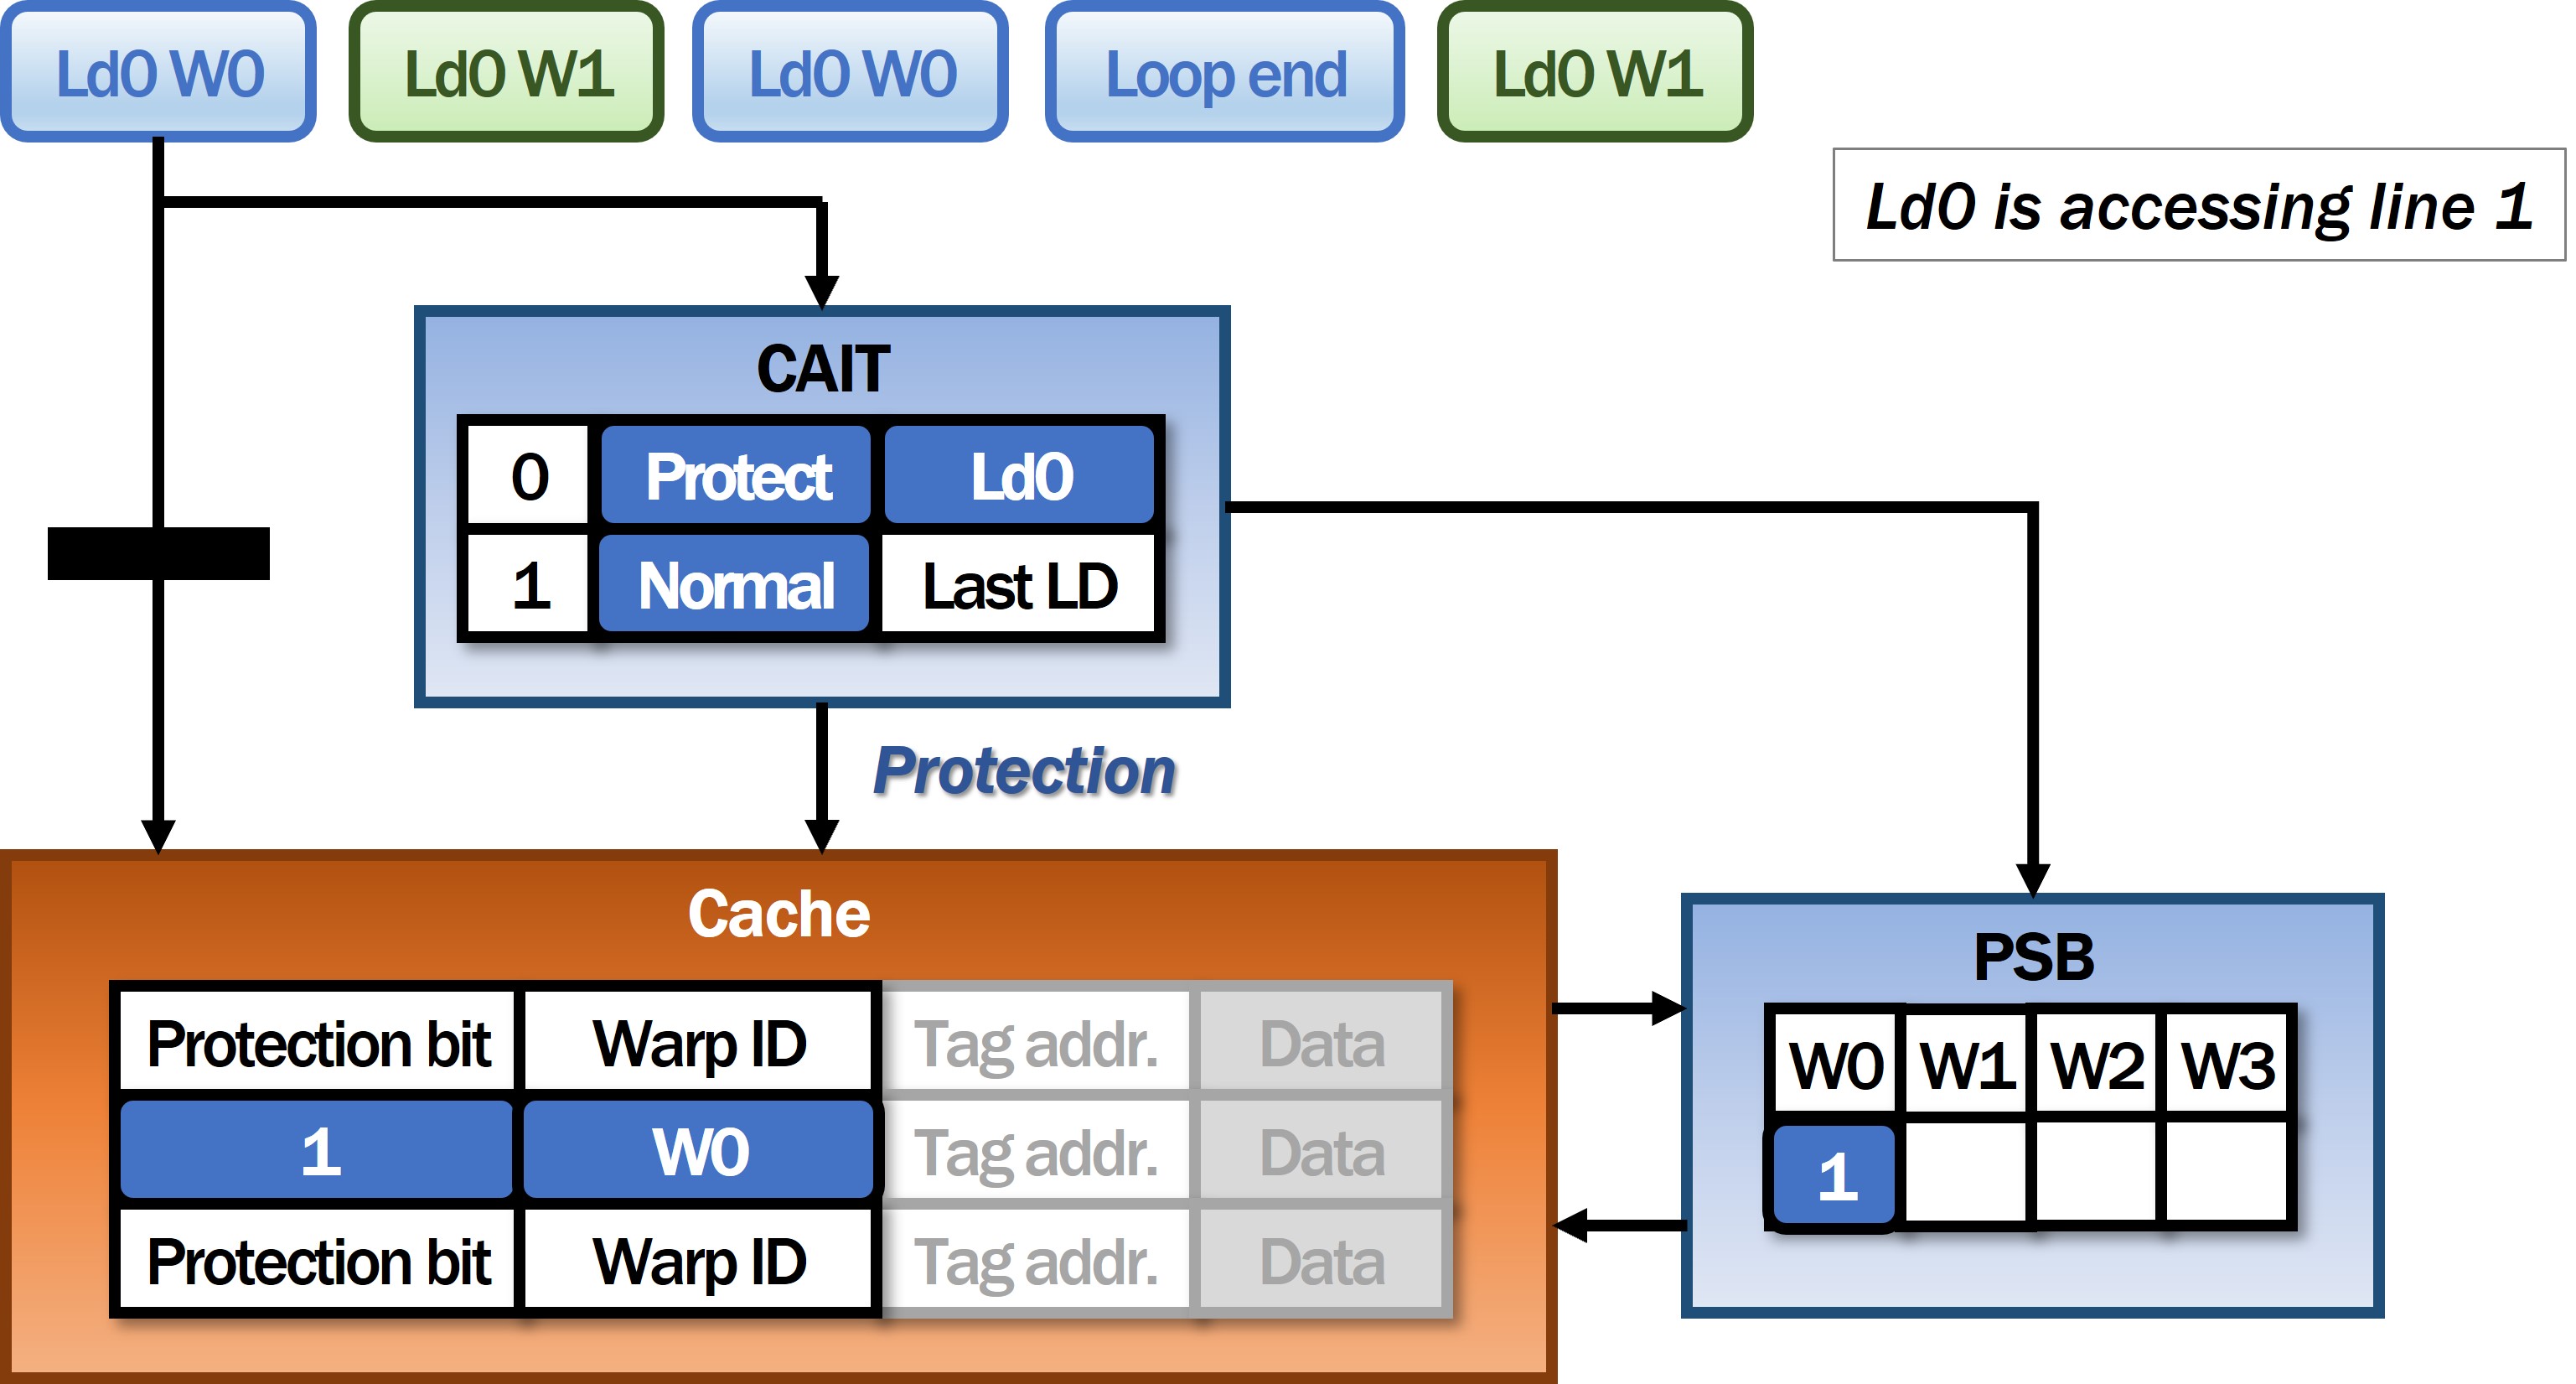 Ld0 W0
Ld0 W1
Ld0 W0
Loop end
Ld0 W1
Ld0 is accessing line 1
CAIT
0 Protect Ld0
1 Normal Last LD
Protection
Cache
Protection bit Warp ID Tag addr. Data
1 W0 Tag addr. Data
Protection bit Warp ID Tag addr. Data
PSB
W0 W1 W2 W3
1